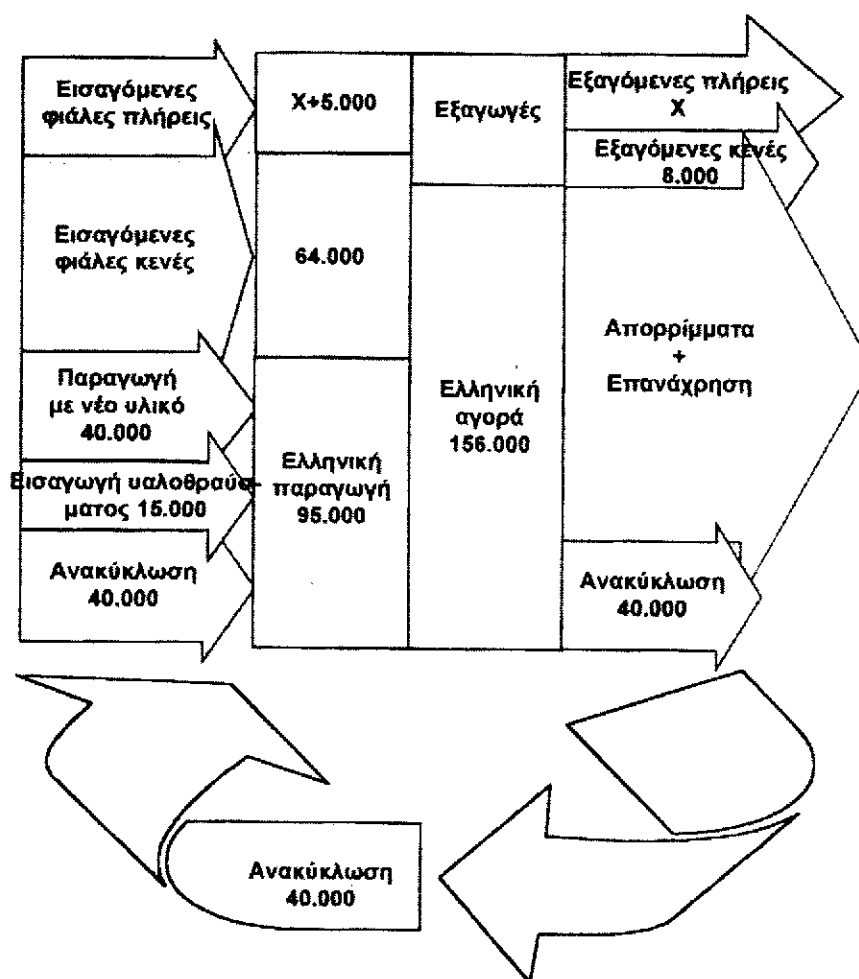 Εισαγόμενες
φιάλες πλήρεις
Χ+5.000
Εξαγωγές
Εξαγόμενες πλήρεις
Χ
Εξαγόμενες κενές
8.000
Εισαγόμενες
φιάλες κενές
64.000
Απορρίμματα
+
Επανάχρηση
Παραγωγή
με νέο υλικό
40.000
Ελληνική
αγορά
156.000
Εισαγωγή υαλοθραύσ-
ματος 15.000
Ελληνική
παραγωγή
95.000
Ανακύκλωση
40.000
Ανακύκλωση
40.000
Ανακύκλωση
40.000